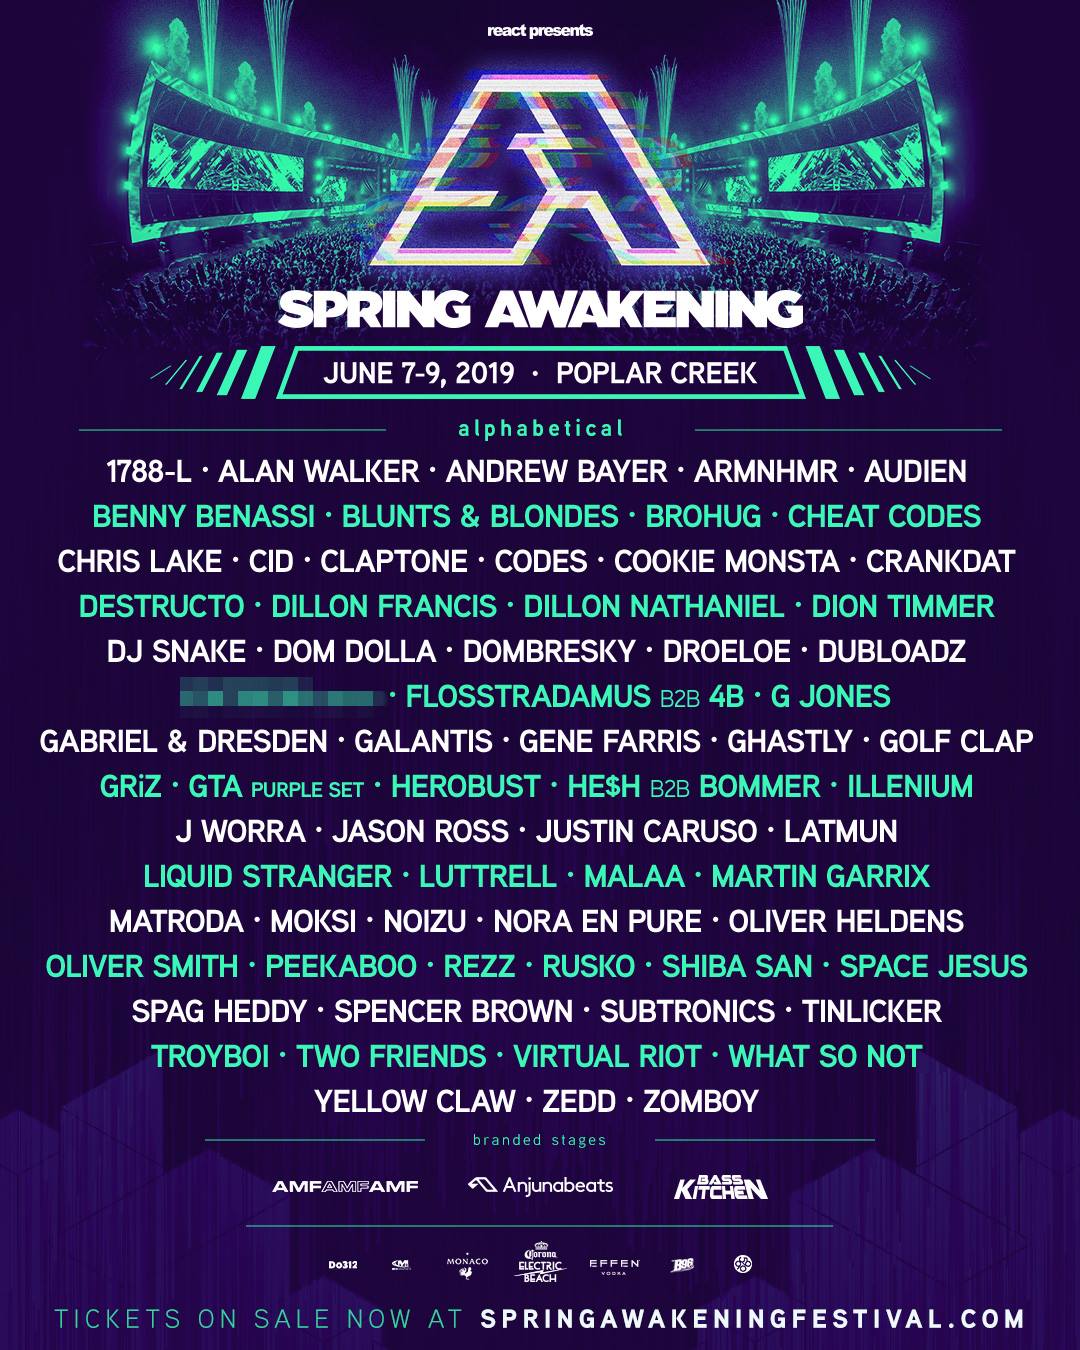 react presents
SPRING AWAKENING
JUNE 7-9, 2019 · POPLAR CREEK
alphabetical
1788-L · ALAN WALKER · ANDREW BAYER · ARMNHMR · AUDIEN
BENNY BENASSI · BLUNTS & BLONDES · BROHUG · CHEAT CODES
CHRIS LAKE · CID · CLAPTONE · CODES · COOKIE MONSTA · CRANKDAT
DESTRUCTO · DILLON FRANCIS · DILLON NATHANIEL · DION TIMMER
DJ SNAKE · DOM DOLLA · DOMBRESKY · DROELOE · DUBLOADZ
· FLOSSTRADAMUS B2B 4B · G JONES
GABRIEL & DRESDEN · GALANTIS · GENE FARRIS · GHASTLY · GOLF CLAP
GRiZ · GTA PURPLE SET · HEROBUST · HE$H B2B BOMMER · ILLENIUM
J WORRA · JASON ROSS · JUSTIN CARUSO · LATMUN
LIQUID STRANGER · LUTTRELL · MALAA · MARTIN GARRIX
MATRODA · MOKSI · NOIZU · NORA EN PURE · OLIVER HELDENS
OLIVER SMITH · PEEKABOO · REZZ · RUSKO · SHIBA SAN · SPACE JESUS
SPAG HEDDY · SPENCER BROWN · SUBTRONICS · TINLICKER
TROYBOI · TWO FRIENDS · VIRTUAL RIOT · WHAT SO NOT
YELLOW CLAW · ZEDD · ZOMBOY
branded stages
AMFAMFAMF Anjunabeats BASS KiTCHEN
Do312 MONACO Corona ELECTRIC BEACH EFFEN VODKA B96
TICKETS ON SALE NOW AT SPRINGAWAKENINGFESTIVAL.COM